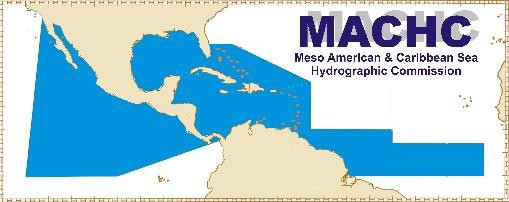 MACHC
Meso American & Caribbean Sea
Hydrographic Commission